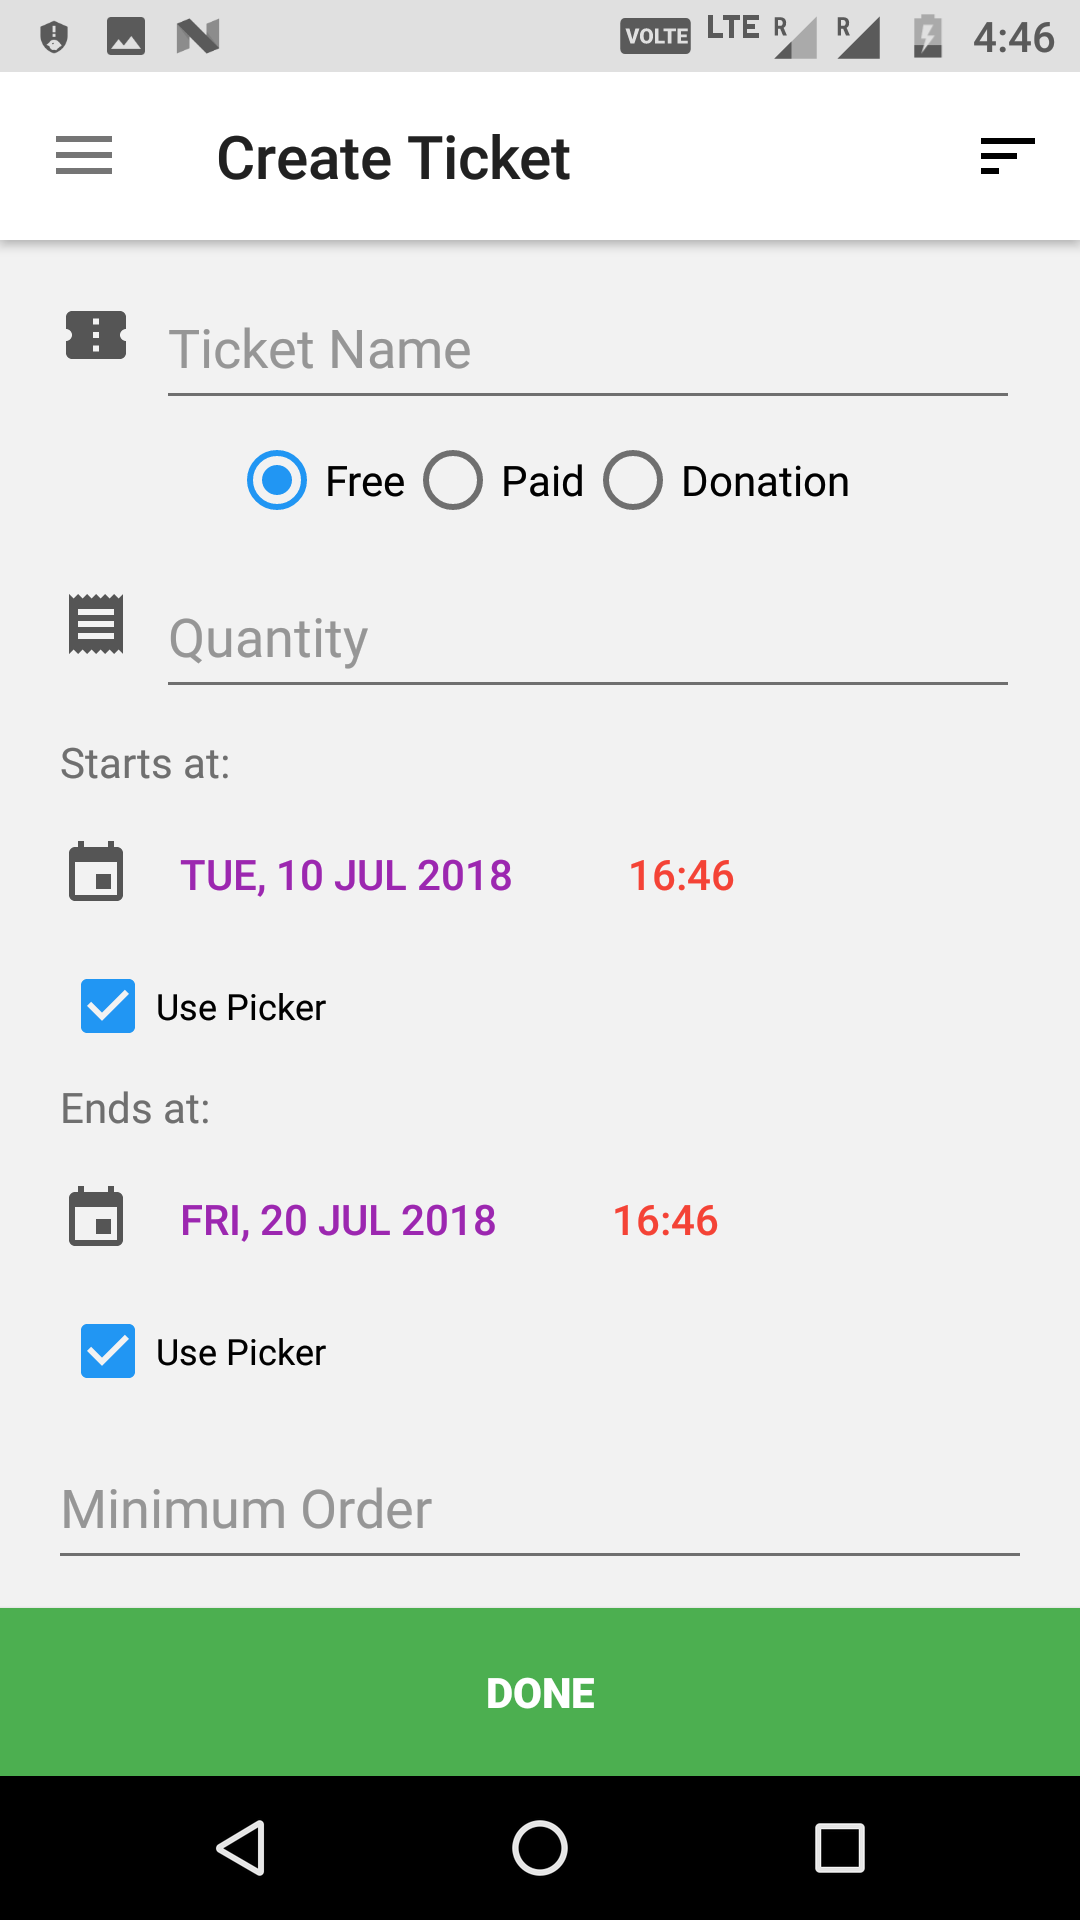 VOLTE LTE R R 4:46
Create Ticket
Ticket Name
Free Paid Donation
Quantity
Starts at:
TUE, 10 JUL 2018 16:46
Use Picker
Ends at:
FRI, 20 JUL 2018 16:46
Use Picker
Minimum Order
DONE